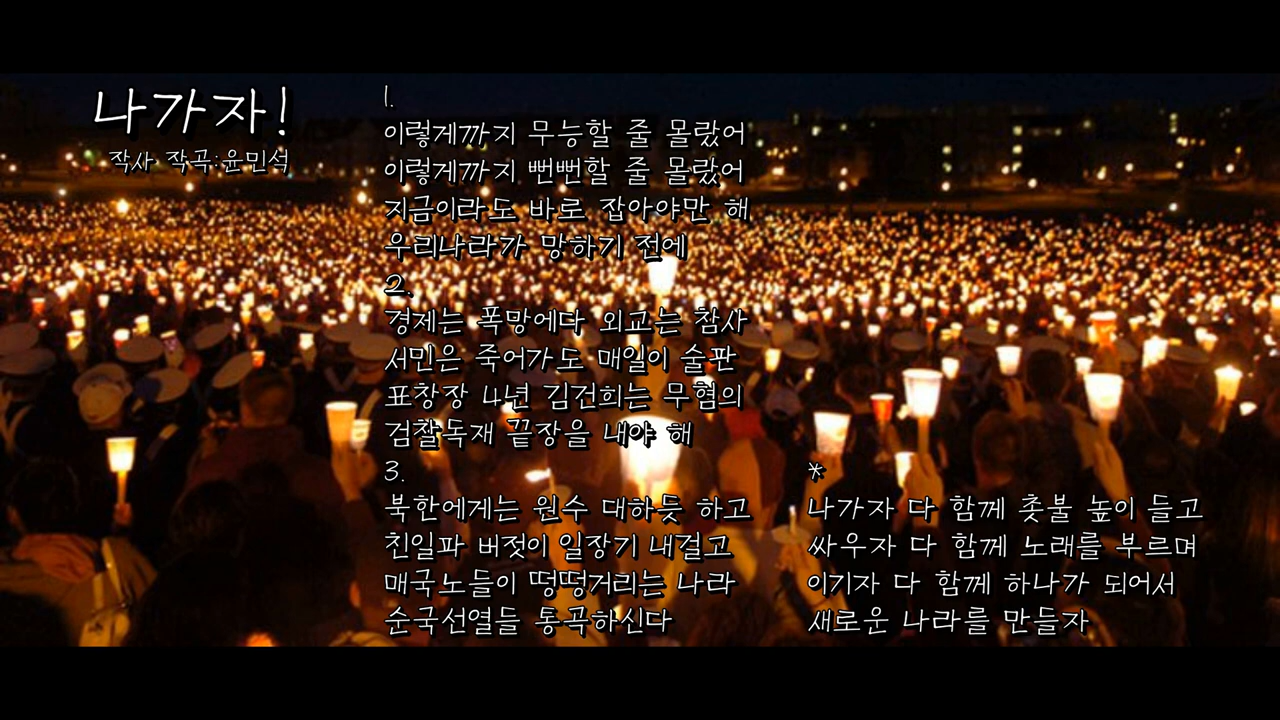 나가자!
작사 작곡:윤민석
1.
이렇게까지 무능할 줄 몰랐어
이렇게까지 뻔뻔할 줄 몰랐어
지금이라도 바로 잡아야만 해
우리나라가 망하기 전에
2.
경제는 폭망에다 외교는 참사
서민은 죽어가도 매일이 술판
표창장 4년 김건희는 무혐의
검찰독재 끝장을 내야 해
3.
북한에게는 원수 대하듯 하고
친일파 버젓이 일장기 내걸고
매국노들이 떵떵거리는 나라
순국선열들 통곡하신다
*
나가자 다 함께 촛불 높이 들고
싸우자 다 함께 노래를 부르며
이기자 다 함께 하나가 되어서
새로운 나라를 만들자